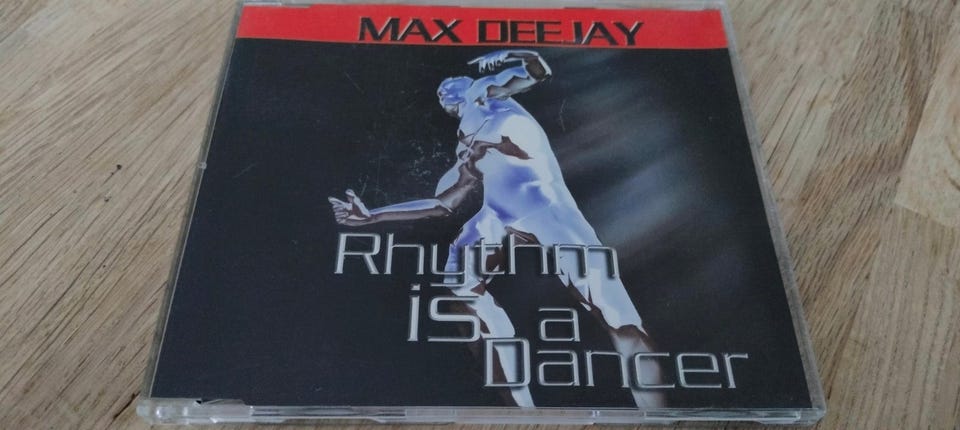 MAX DEEJAY
Rhythm
is a
Dancer